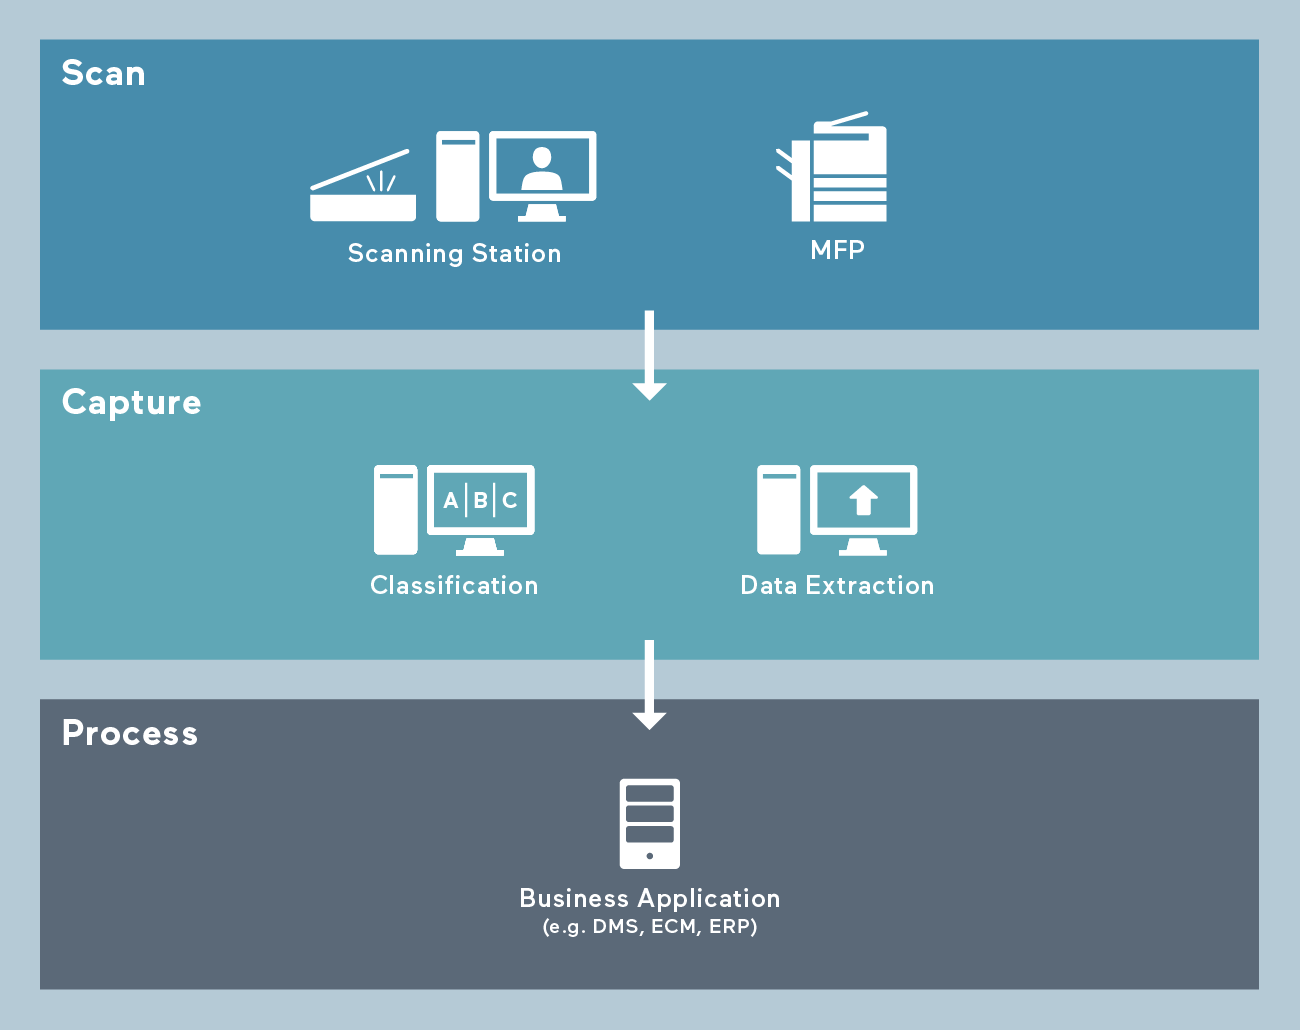 Scan
Scanning Station
MFP
Capture
A B C
Classification
Data Extraction
Process
Business Application
(e.g. DMS, ECM, ERP)